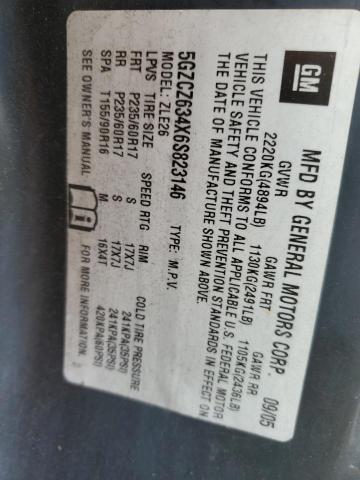 GM
MFD BY GENERAL MOTORS CORP.
09/05
GVWR GAWR FRT GAWR RR
2220KG(4894LB) 1130KG(2491LB) 1105KG(2436LB)
THIS VEHICLE CONFORMS TO ALL APPLICABLE U.S. FEDERAL MOTOR
VEHICLE SAFETY AND THEFT PREVENTION STANDARDS IN EFFECT ON
THE DATE OF MANUFACTURE SHOWN ABOVE.
5GZCZ634X6S823146 TYPE: M.P.V.
MODEL: ZLE26
LPVS TIRE SIZE SPEED RTG RIM COLD TIRE PRESSURE
FRT P235/60R17 S 17X7J 241KPA(35PSI)
RR P235/60R17 S 17X7J 241KPA(35PSI)
SPA T155/90R16 M 16X4T 420KPA(60PSI)
SEE OWNER'S MANUAL FOR MORE INFORMATION.